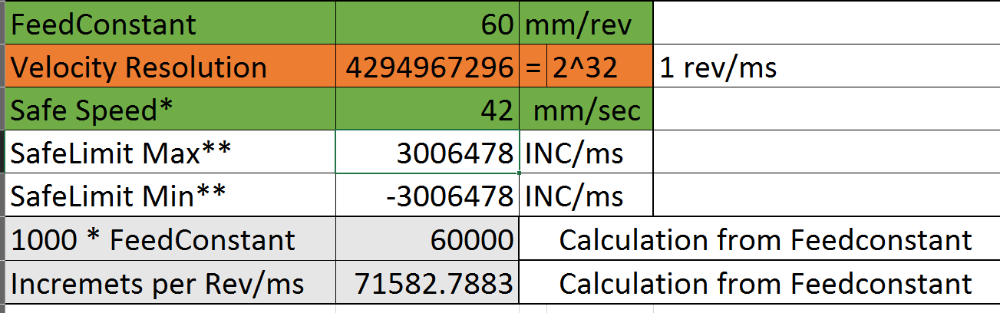 FeedConstant 60 mm/rev
Velocity Resolution 4294967296 = 2^32 1 rev/ms
Safe Speed* 42 mm/sec
SafeLimit Max** 3006478 INC/ms
SafeLimit Min** -3006478 INC/ms
1000 * FeedConstant 60000 Calculation from Feedconstant
Incremets per Rev/ms 71582.7883 Calculation from Feedconstant